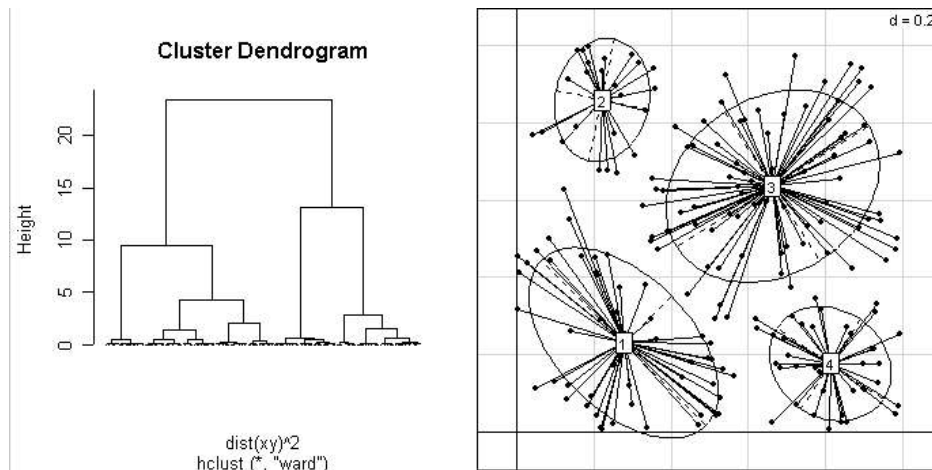 Cluster Dendrogram
Height
20
15
10
5
0
dist(xy)^2
hclust (*, "ward")
d = 0.2
2
3
1
4